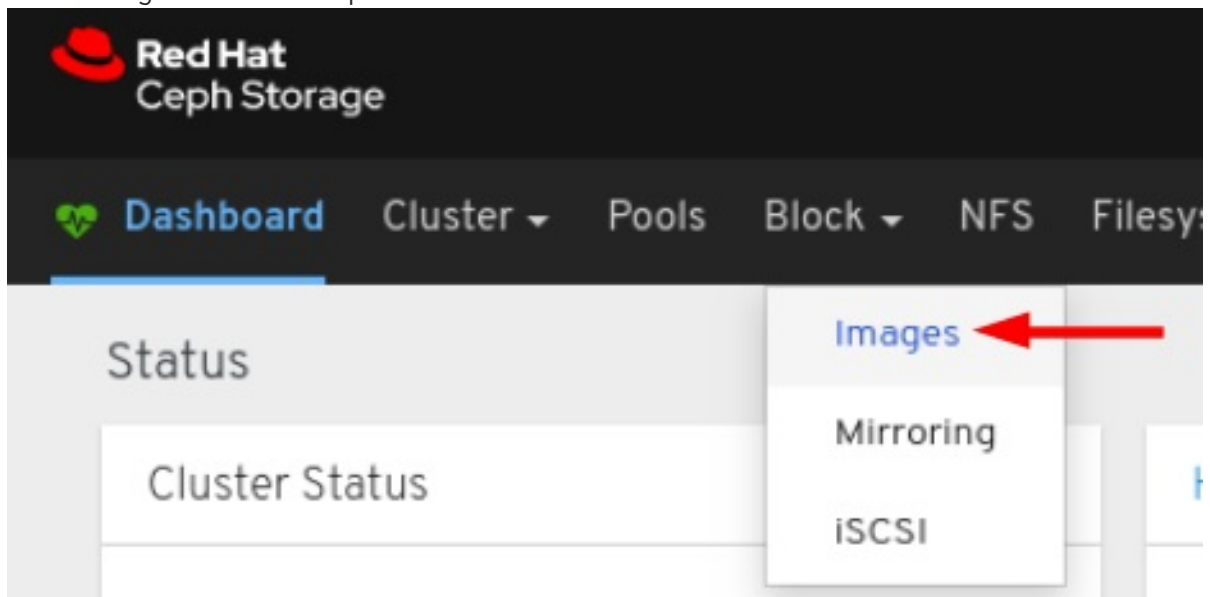 Red Hat
Ceph Storage
Dashboard Cluster Pools Block NFS
Images
Status
Mirroring
Cluster Status
iSCSI